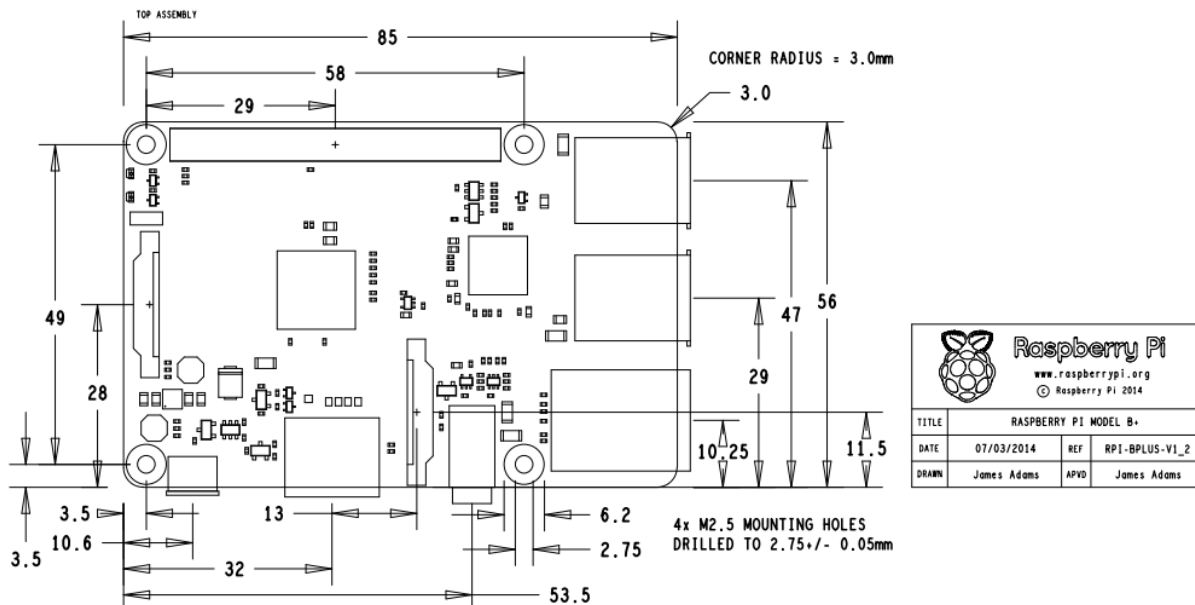 TOP ASSEMBLY
85
CORNER RADIUS = 3.0mm
58
3.0
29
49
56
47
28
29
10.25
11.5
3.5
13
6.2
4x M2.5 MOUNTING HOLES
DRILLED TO 2.75+/- 0.05mm
10.6
2.75
3.5
32
53.5
Raspberry Pi
www.raspberrypi.org
© Raspberry Pi 2014
TITLE RASPBERRY PI MODEL B+
DATE 07/03/2014 REF RPI-BPLUS-V1_2
DRAWN James Adams APVD James Adams